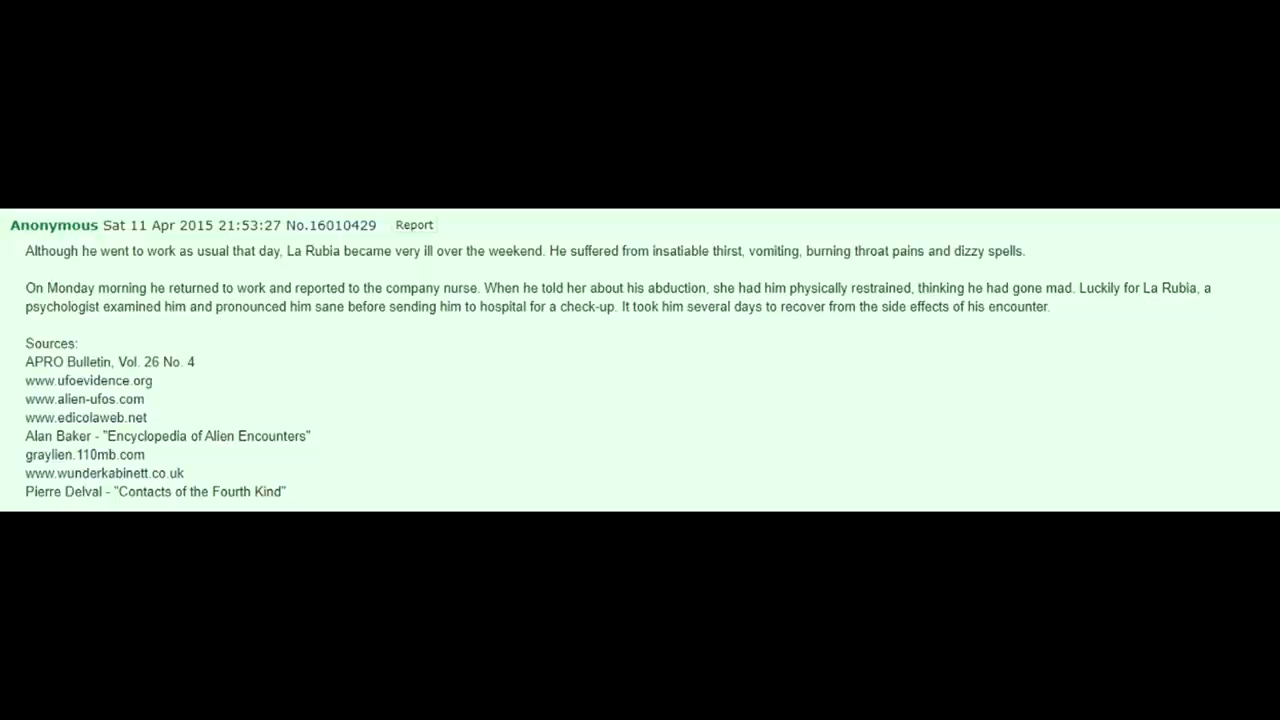 Anonymous Sat 11 Apr 2015 21:53:27 No.16010429 Report
Although he went to work as usual that day, La Rubia became very ill over the weekend. He suffered from insatiable thirst, vomiting, burning throat pains and dizzy spells.
On Monday morning he returned to work and reported to the company nurse. When he told her about his abduction, she had him physically restrained, thinking he had gone mad. Luckily for La Rubia, a
psychologist examined him and pronounced him sane before sending him to hospital for a check-up. It took him several days to recover from the side effects of his encounter.
Sources:
APRO Bulletin, Vol. 26 No. 4
www.ufoevidence.org
www.alien-ufos.com
www.edicolaweb.net
Alan Baker - "Encyclopedia of Alien Encounters"
graylien.110mb.com
www.wunderkabinett.co.uk
Pierre Delval - "Contacts of the Fourth Kind"